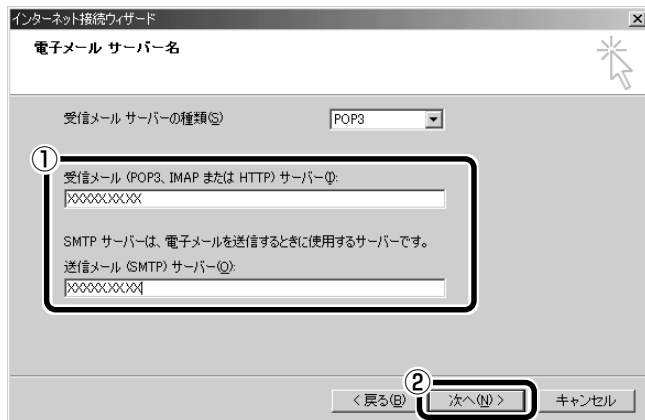 インターネット接続ウィザード
電子メール サーバー名
受信メール サーバーの種類(S)
POP3
①
受信メール (POP3、IMAP または HTTP) サーバー(I):
XXXXXXXXXX
SMTP サーバーは、電子メールを送信するときに使用するサーバーです。
送信メール (SMTP) サーバー(O):
XXXXXXXXXX
②
< 戻る(B)
次へ(N) >
キャンセル